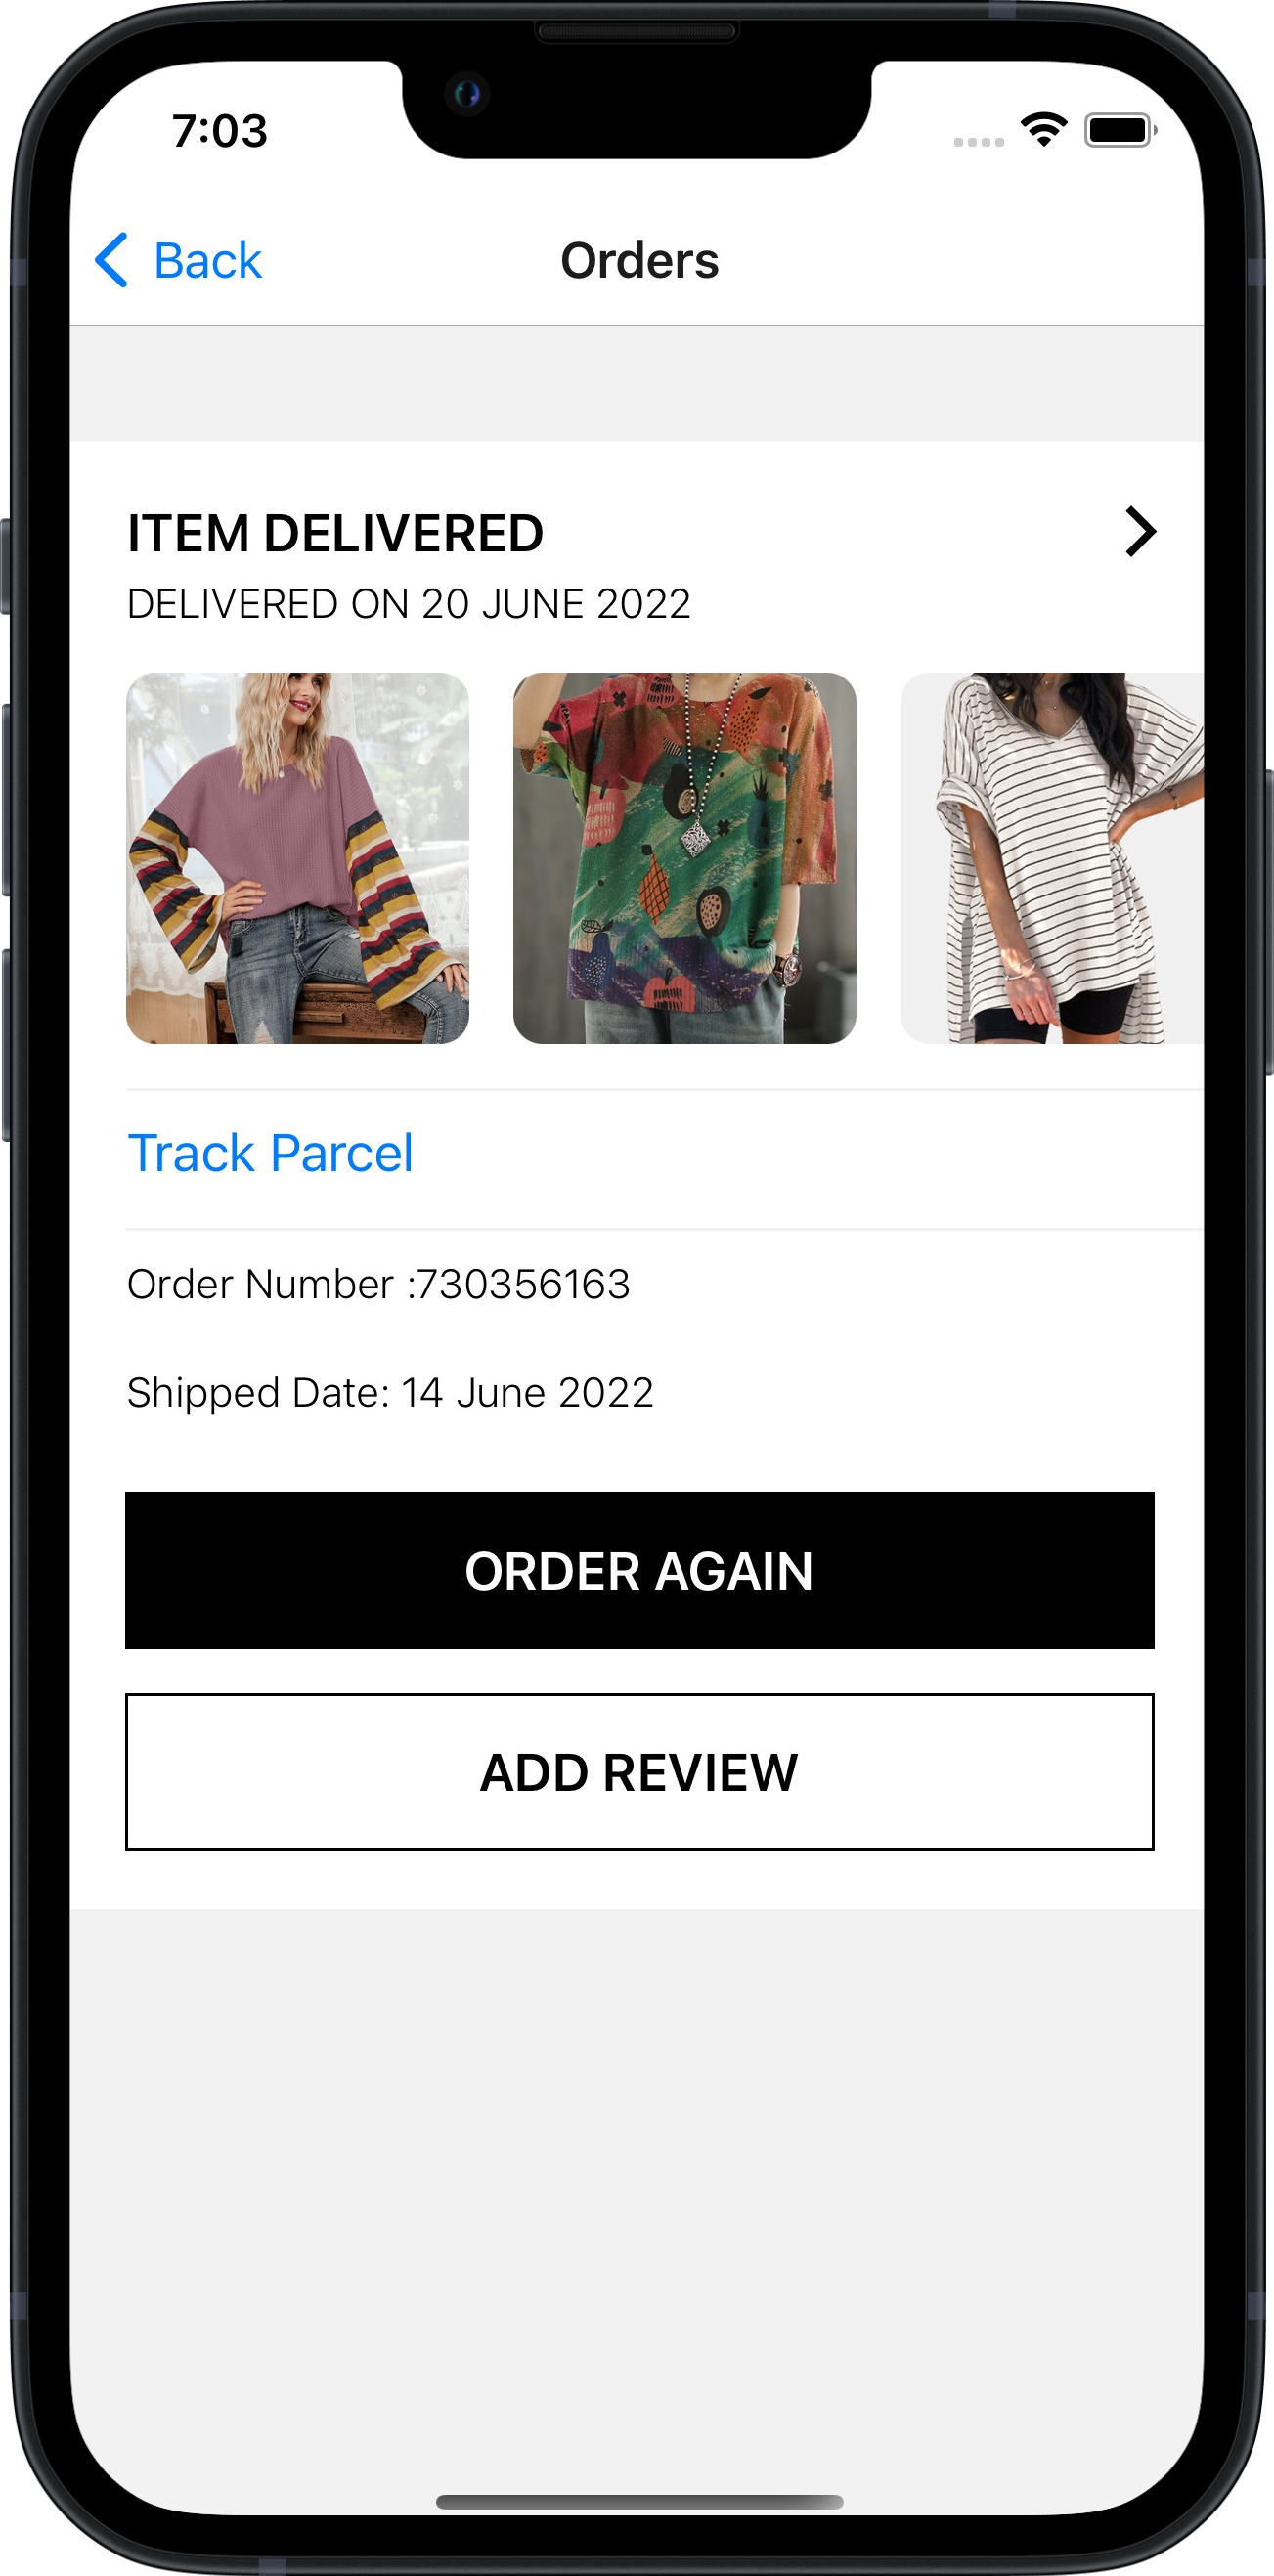 7:03
Back
Orders
ITEM DELIVERED
DELIVERED ON 20 JUNE 2022
Track Parcel
Order Number :730356163
Shipped Date: 14 June 2022
ORDER AGAIN
ADD REVIEW